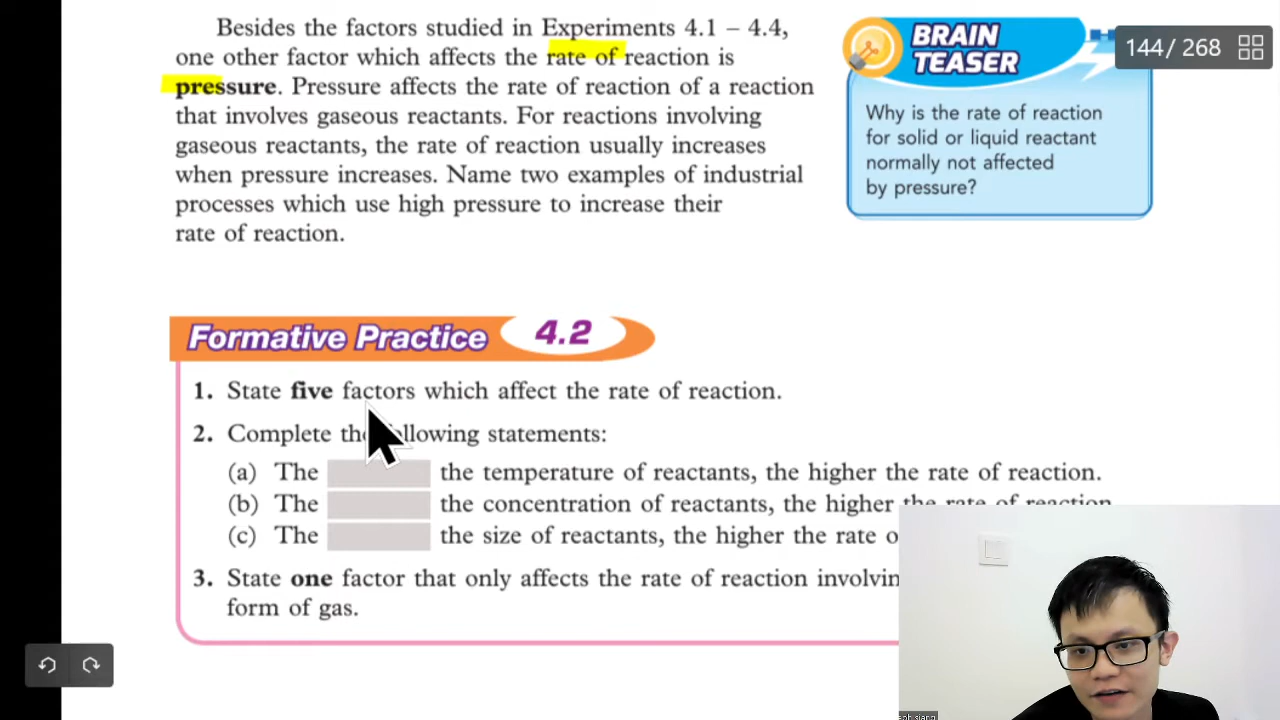 Besides the factors studied in Experiments 4.1 – 4.4,
one other factor which affects the rate of reaction is
pressure. Pressure affects the rate of reaction of a reaction
that involves gaseous reactants. For reactions involving
gaseous reactants, the rate of reaction usually increases
when pressure increases. Name two examples of industrial
processes which use high pressure to increase their
rate of reaction.
BRAIN
TEASER
144/ 268
Why is the rate of reaction
for solid or liquid reactant
normally not affected
by pressure?
Formative Practice 4.2
1. State five factors which affect the rate of reaction.
2. Complete following statements:
(a) The the temperature of reactants, the higher the rate of reaction.
(b) The the concentration of reactants, the higher the rate of reaction
(c) The the size of reactants, the higher the rate
3. State one factor that only affects the rate of reaction
form of gas.